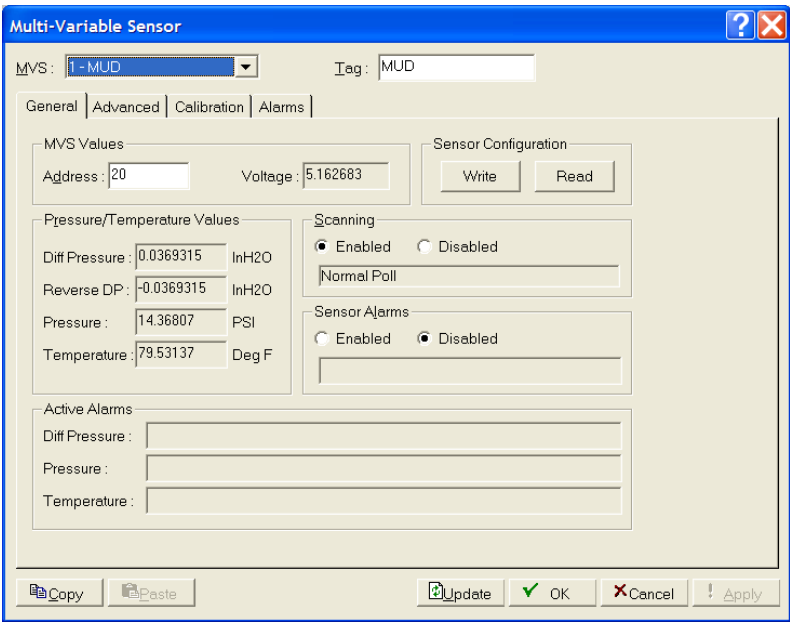 Multi-Variable Sensor ?
MVS : 1 - MUD Tag : MUD
General Advanced Calibration Alarms
MVS Values Sensor Configuration
Address : 20 Voltage : 5.162683 Write Read
Pressure/Temperature Values Scanning
Enabled Disabled
Diff Pressure : 0.0369315 InH2O
Normal Poll
Reverse DP : -0.0369315 InH2O
Sensor Alarms
Pressure : 14.36807 PSI
Enabled Disabled
Temperature : 79.53137 Deg F
Active Alarms
Diff Pressure :
Pressure :
Temperature :
Copy Paste Update OK Cancel ! Apply